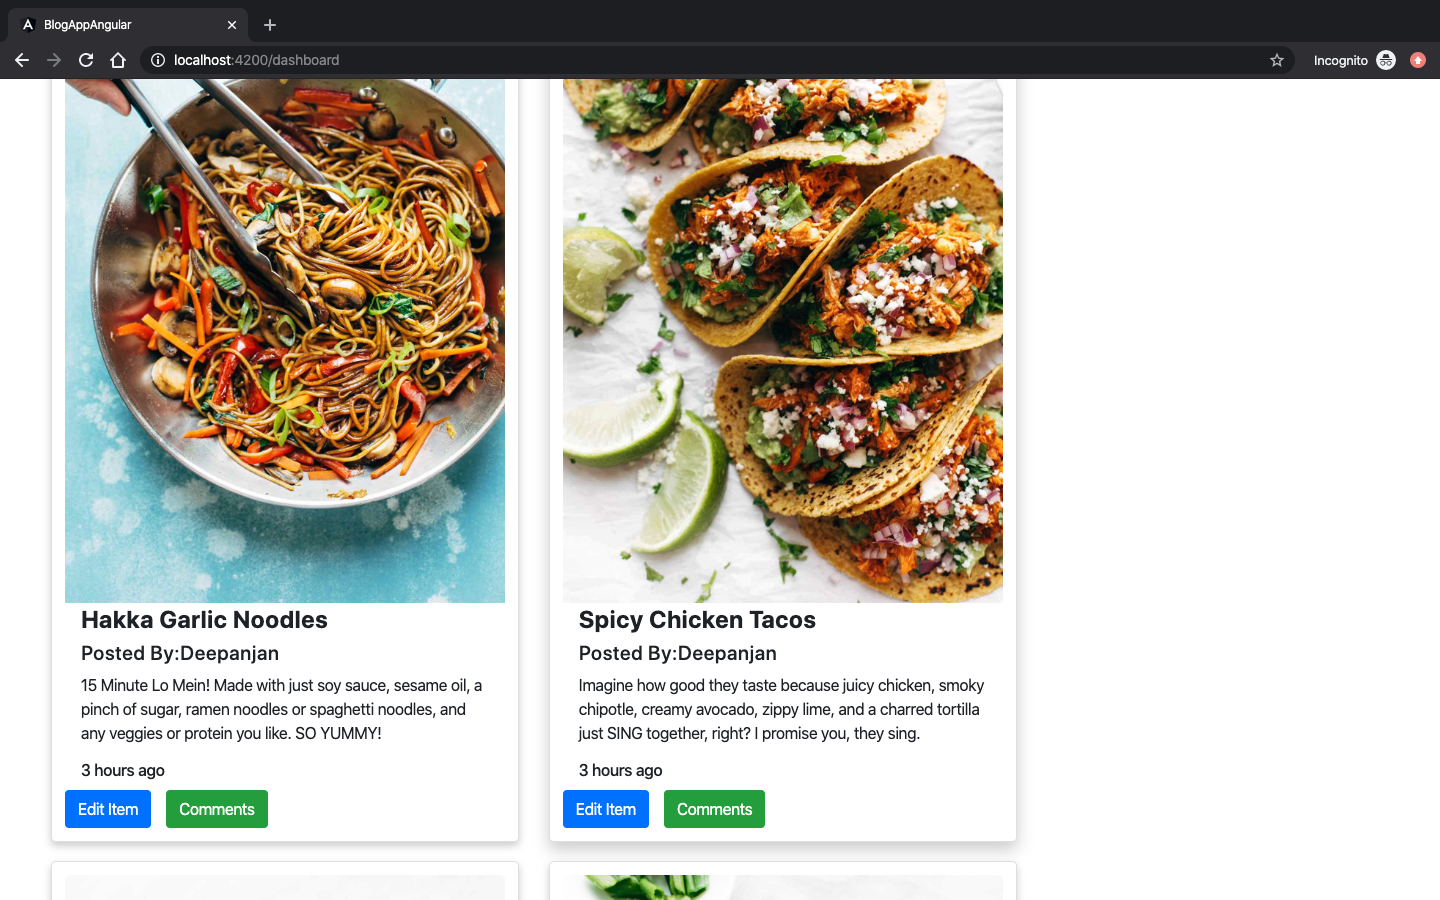 BlogAppAngular
localhost:4200/dashboard
Incognito
Hakka Garlic Noodles
Posted By:Deepanjan
15 Minute Lo Mein! Made with just soy sauce, sesame oil, a
pinch of sugar, ramen noodles or spaghetti noodles, and
any veggies or protein you like. SO YUMMY!
3 hours ago
Edit Item
Comments
Spicy Chicken Tacos
Posted By:Deepanjan
Imagine how good they taste because juicy chicken, smoky
chipotle, creamy avocado, zippy lime, and a charred tortilla
just SING together, right? I promise you, they sing.
3 hours ago
Edit Item
Comments